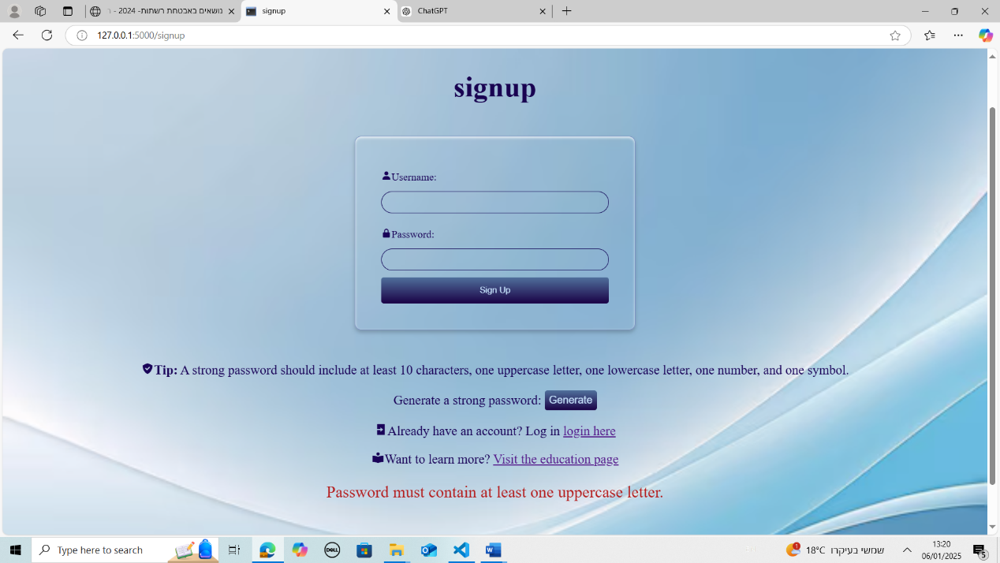 נושאים באבטחת רשתות- 2024 - ר
signup
ChatGPT
127.0.0.1:5000/signup
signup
Username:
Password:
Sign Up
Tip: A strong password should include at least 10 characters, one uppercase letter, one lowercase letter, one number, and one symbol.
Generate a strong password: Generate
Already have an account? Log in login here
Want to learn more? Visit the education page
Password must contain at least one uppercase letter.
Type here to search
DELL
1
18°C שמשי בעיקרו
13:20
06/01/2025
5